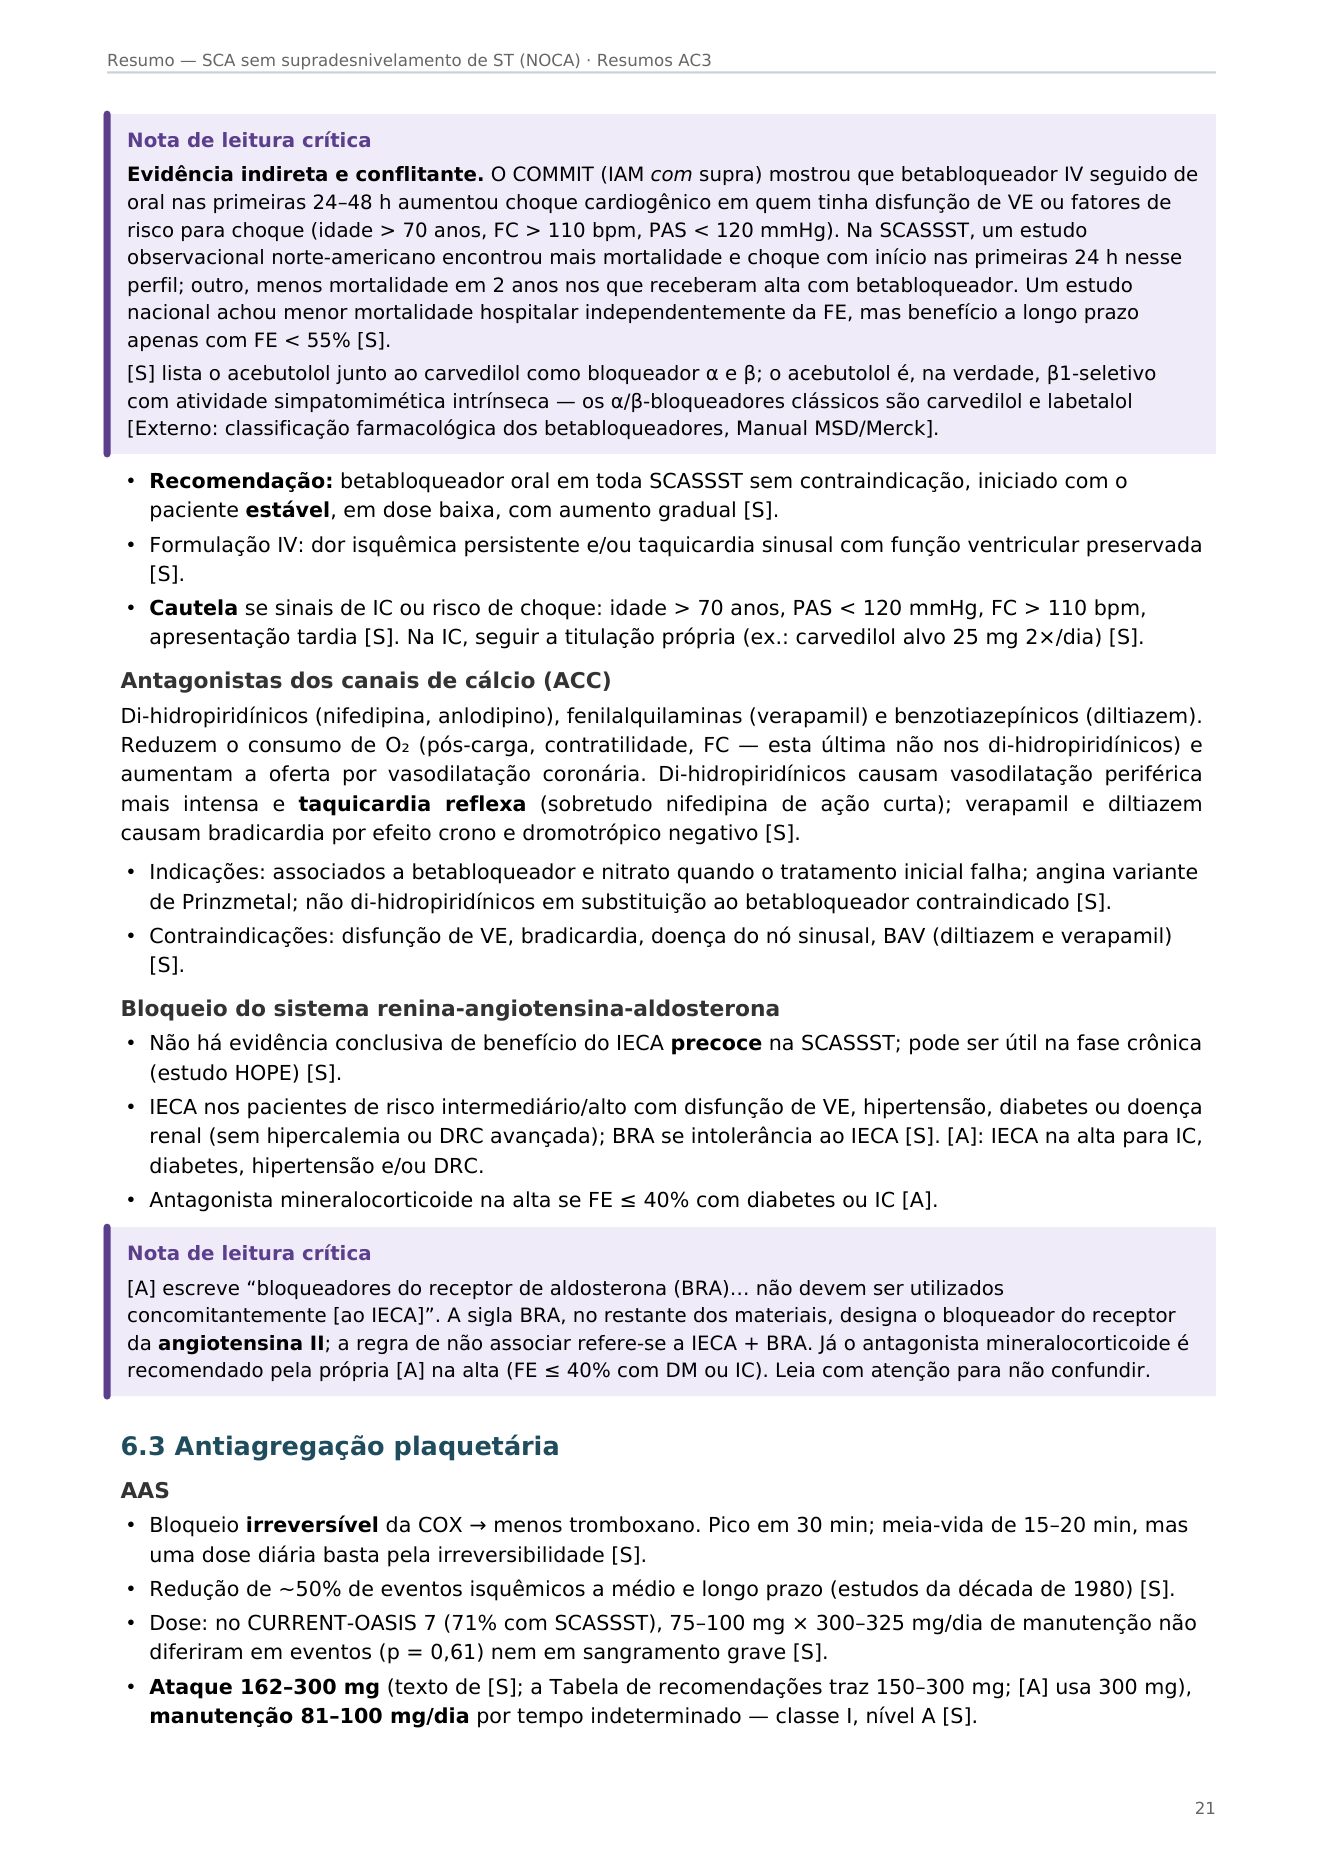 Resumo — SCA sem supradesnivelamento de ST (NOCA) · Resumos AC3
Nota de leitura crítica
Evidência indireta e conflitante. O COMMIT (IAM com supra) mostrou que betabloqueador IV seguido de
oral nas primeiras 24–48 h aumentou choque cardiogênico em quem tinha disfunção de VE ou fatores de
risco para choque (idade > 70 anos, FC > 110 bpm, PAS < 120 mmHg). Na SCASSST, um estudo
observacional norte-americano encontrou mais mortalidade e choque com início nas primeiras 24 h nesse
perfil; outro, menos mortalidade em 2 anos nos que receberam alta com betabloqueador. Um estudo
nacional achou menor mortalidade hospitalar independentemente da FE, mas benefício a longo prazo
apenas com FE < 55% [S].
[S] lista o acebutolol junto ao carvedilol como bloqueador α e β; o acebutolol é, na verdade, β1-seletivo
com atividade simpatomimética intrínseca — os α/β-bloqueadores clássicos são carvedilol e labetalol
[Externo: classificação farmacológica dos betabloqueadores, Manual MSD/Merck].
• Recomendação: betabloqueador oral em toda SCASSST sem contraindicação, iniciado com o
paciente estável, em dose baixa, com aumento gradual [S].
• Formulação IV: dor isquêmica persistente e/ou taquicardia sinusal com função ventricular preservada
[S].
• Cautela se sinais de IC ou risco de choque: idade > 70 anos, PAS < 120 mmHg, FC > 110 bpm,
apresentação tardia [S]. Na IC, seguir a titulação própria (ex.: carvedilol alvo 25 mg 2×/dia) [S].
Antagonistas dos canais de cálcio (ACC)
Di-hidropiridínicos (nifedipina, anlodipino), fenilalquilaminas (verapamil) e benzotiazepínicos (diltiazem).
Reduzem o consumo de O₂ (pós-carga, contratilidade, FC — esta última não nos di-hidropiridínicos) e
aumentam a oferta por vasodilatação coronária. Di-hidropiridínicos causam vasodilatação periférica
mais intensa e taquicardia reflexa (sobretudo nifedipina de ação curta); verapamil e diltiazem
causam bradicardia por efeito crono e dromotrópico negativo [S].
• Indicações: associados a betabloqueador e nitrato quando o tratamento inicial falha; angina variante
de Prinzmetal; não di-hidropiridínicos em substituição ao betabloqueador contraindicado [S].
• Contraindicações: disfunção de VE, bradicardia, doença do nó sinusal, BAV (diltiazem e verapamil)
[S].
Bloqueio do sistema renina-angiotensina-aldosterona
• Não há evidência conclusiva de benefício do IECA precoce na SCASSST; pode ser útil na fase crônica
(estudo HOPE) [S].
• IECA nos pacientes de risco intermediário/alto com disfunção de VE, hipertensão, diabetes ou doença
renal (sem hipercalemia ou DRC avançada); BRA se intolerância ao IECA [S]. [A]: IECA na alta para IC,
diabetes, hipertensão e/ou DRC.
• Antagonista mineralocorticoide na alta se FE ≤ 40% com diabetes ou IC [A].
Nota de leitura crítica
[A] escreve “bloqueadores do receptor de aldosterona (BRA)… não devem ser utilizados
concomitantemente [ao IECA]”. A sigla BRA, no restante dos materiais, designa o bloqueador do receptor
da angiotensina II; a regra de não associar refere-se a IECA + BRA. Já o antagonista mineralocorticoide é
recomendado pela própria [A] na alta (FE ≤ 40% com DM ou IC). Leia com atenção para não confundir.
6.3 Antiagregação plaquetária
AAS
• Bloqueio irreversível da COX → menos tromboxano. Pico em 30 min; meia-vida de 15–20 min, mas
uma dose diária basta pela irreversibilidade [S].
• Redução de ~50% de eventos isquêmicos a médio e longo prazo (estudos da década de 1980) [S].
• Dose: no CURRENT-OASIS 7 (71% com SCASSST), 75–100 mg × 300–325 mg/dia de manutenção não
diferiram em eventos (p = 0,61) nem em sangramento grave [S].
• Ataque 162–300 mg (texto de [S]; a Tabela de recomendações traz 150–300 mg; [A] usa 300 mg),
manutenção 81–100 mg/dia por tempo indeterminado — classe I, nível A [S].
21